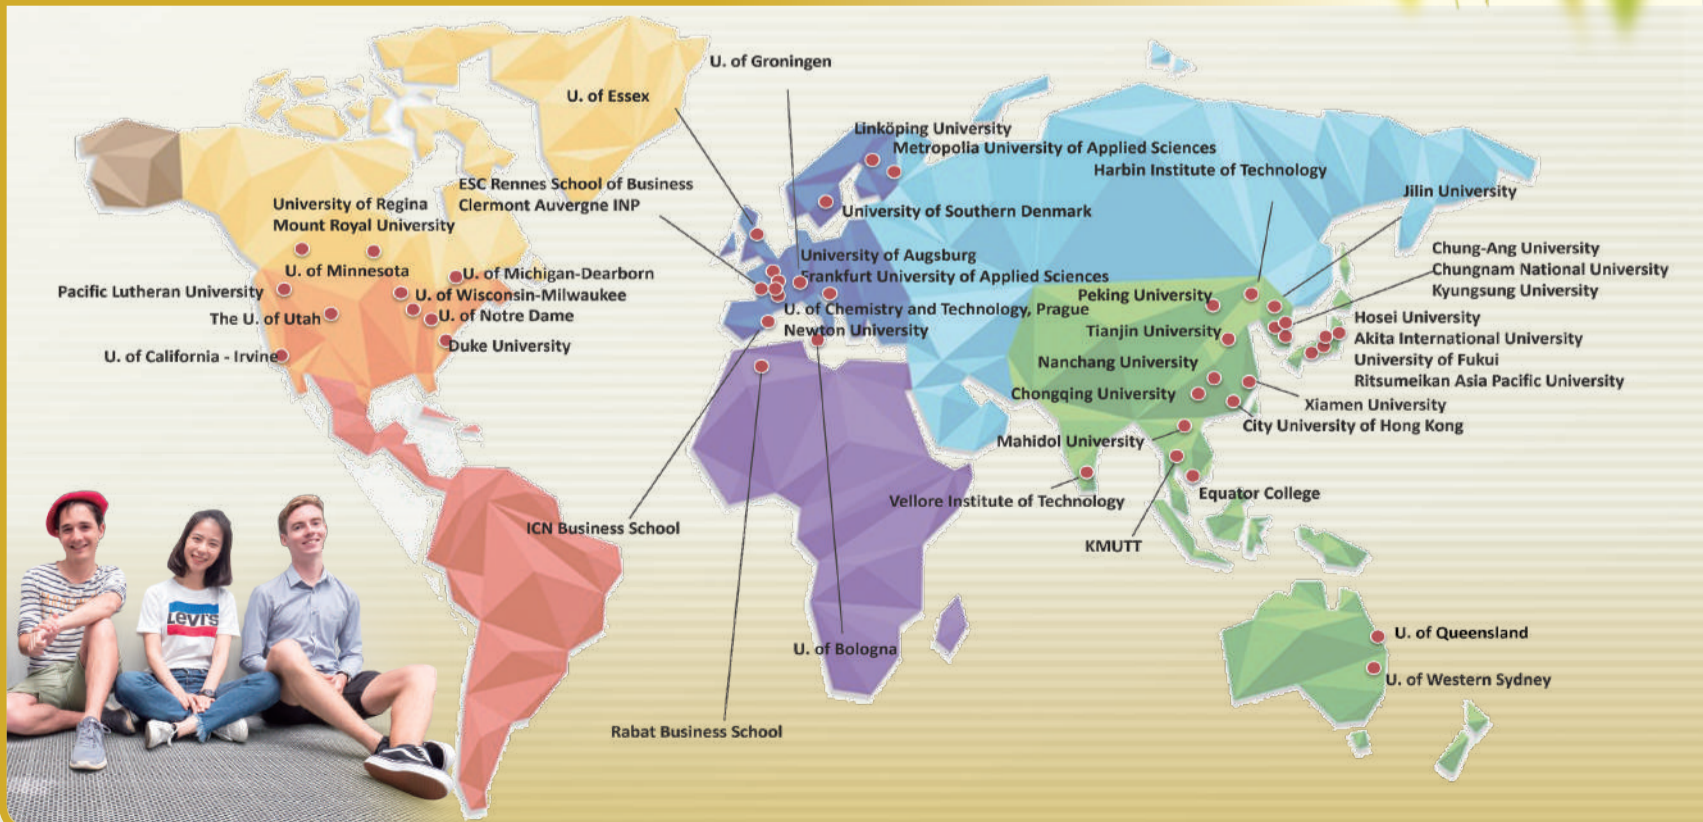 U. of Groningen
U. of Essex
Linköping University
Metropolia University of Applied Sciences
Harbin Institute of Technology
ESC Rennes School of Business
Clermont Auvergne INP
Jilin University
University of Regina
Mount Royal University
University of Southern Denmark
Chung-Ang University
Chungnam National University
Kyungsung University
University of Augsburg
Frankfurt University of Applied Sciences
U. of Minnesota
U. of Michigan-Dearborn
Pacific Lutheran University
U. of Wisconsin-Milwaukee
Peking University
The U. of Utah
U. of Notre Dame
U. of Chemistry and Technology, Prague
Newton University
Hosei University
Akita International University
University of Fukui
Ritsumeikan Asia Pacific University
Tianjin University
U. of California - Irvine
Duke University
Nanchang University
Chongqing University
Xiamen University
City University of Hong Kong
Mahidol University
Vellore Institute of Technology
Equator College
ICN Business School
KMUTT
LEVI'S
U. of Bologna
U. of Queensland
U. of Western Sydney
Rabat Business School